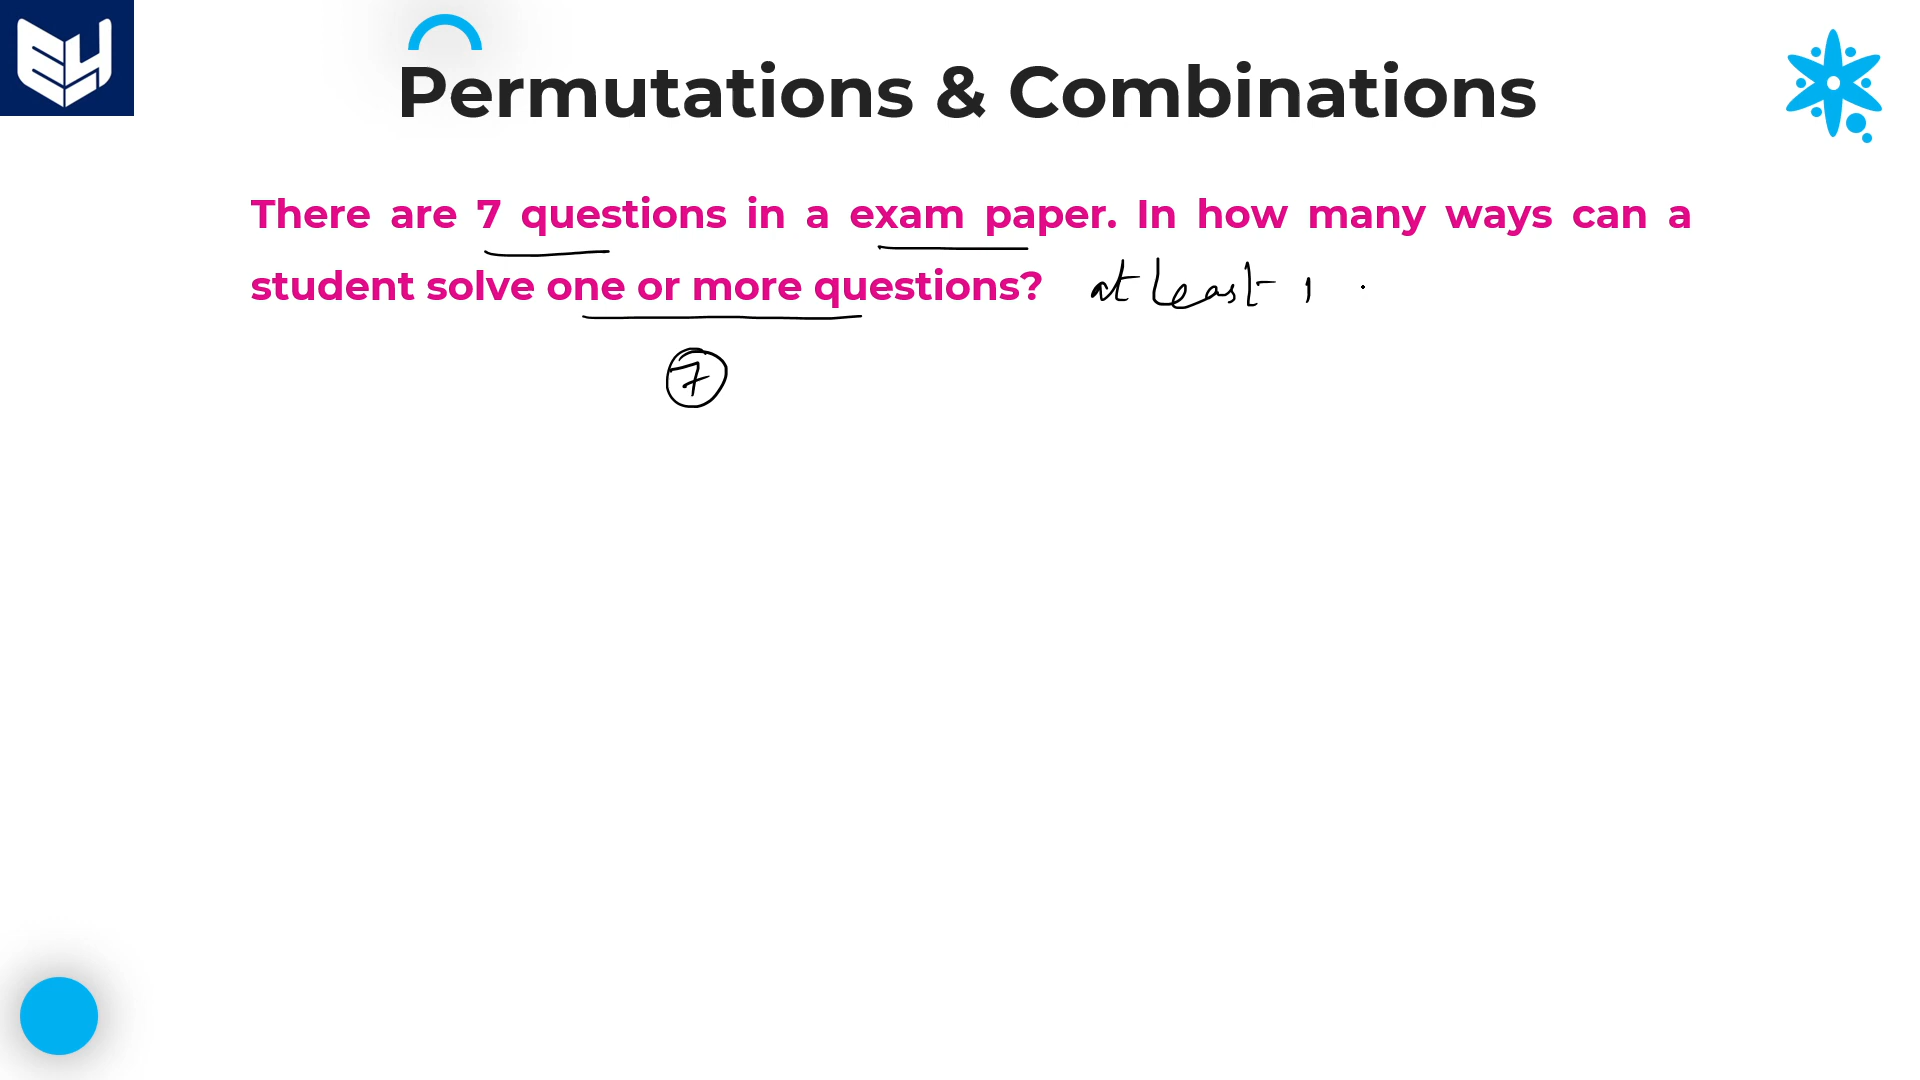 Permutations & Combinations
There are 7 questions in a exam paper. In how many ways can a
student solve one or more questions? at least 1
7